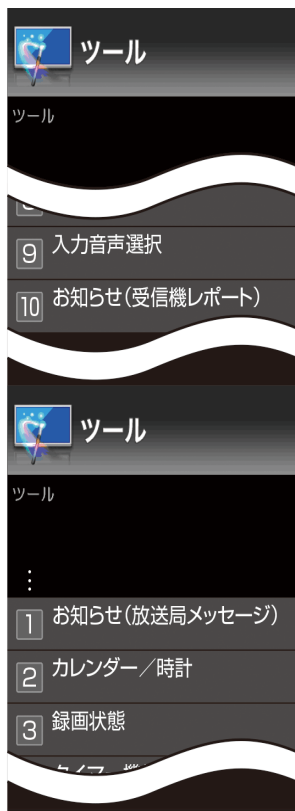 ツール
ツール
9 入力音声選択
10 お知らせ（受信機レポート）
ツール
ツール
⋮
1 お知らせ（放送局メッセージ）
2 カレンダー／時計
3 録画状態